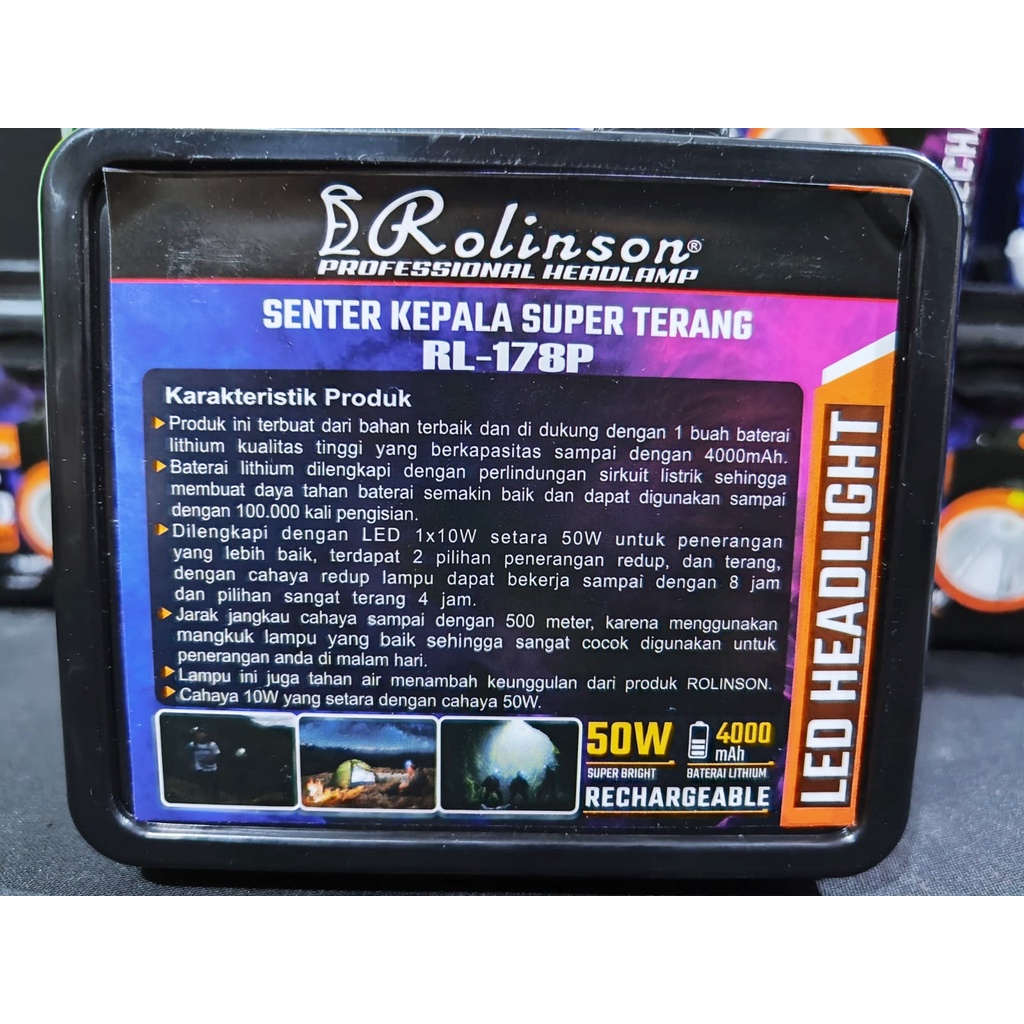 Rolinson®
PROFESSIONAL HEADLAMP
SENTER KEPALA SUPER TERANG
RL-178P
Karakteristik Produk
Produk ini terbuat dari bahan terbaik dan di dukung dengan 1 buah baterai
lithium kualitas tinggi yang berkapasitas sampai dengan 4000mAh.
Baterai lithium dilengkapi dengan perlindungan sirkuit listrik sehingga
membuat daya tahan baterai semakin baik dan dapat digunakan sampai
dengan 100.000 kali pengisian.
Dilengkapi dengan LED 1x10W setara 50W untuk penerangan
yang lebih baik, terdapat 2 pilihan penerangan redup, dan terang,
dengan cahaya redup lampu dapat bekerja sampai dengan 8 jam
dan pilihan sangat terang 4 jam.
Jarak jangkau cahaya sampai dengan 500 meter, karena menggunakan
mangkuk lampu yang baik sehingga sangat cocok digunakan untuk
penerangan anda di malam hari.
Lampu ini juga tahan air menambah keunggulan dari produk ROLINSON.
Cahaya 10W yang setara dengan cahaya 50W.
50W
SUPER BRIGHT
4000
mAh
BATERAI LITHIUM
RECHARGEABLE
LED HEADLIGHT